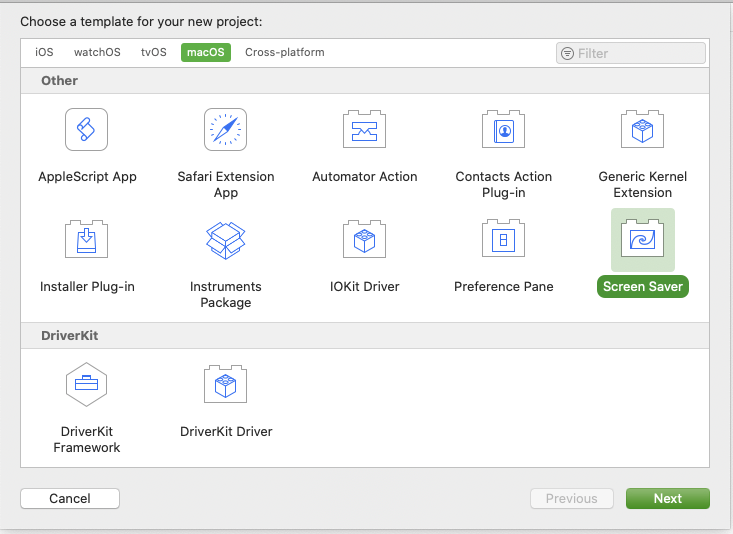 Choose a template for your new project:
iOS watchOS tvOS macOS Cross-platform Filter
Other
AppleScript App
Safari Extension
App
Automator Action
Contacts Action
Plug-in
Generic Kernel
Extension
Installer Plug-in
Instruments
Package
IOKit Driver
Preference Pane
Screen Saver
DriverKit
DriverKit
Framework
DriverKit Driver
Cancel Previous Next